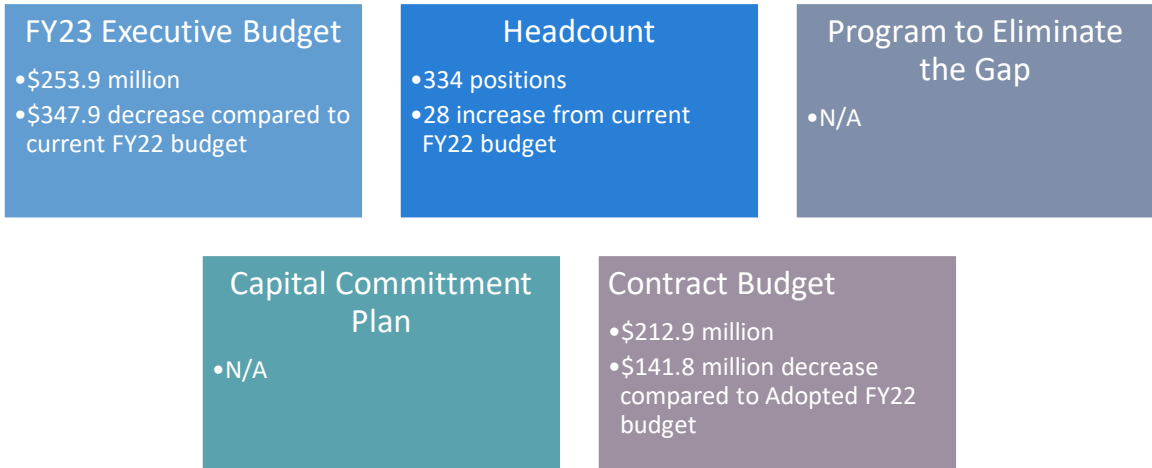 FY23 Executive Budget
•$253.9 million
•$347.9 decrease compared to
current FY22 budget
Headcount
•334 positions
•28 increase from current
FY22 budget
Program to Eliminate
the Gap
•N/A
Capital Committment
Plan
•N/A
Contract Budget
•$212.9 million
•$141.8 million decrease
compared to Adopted FY22
budget